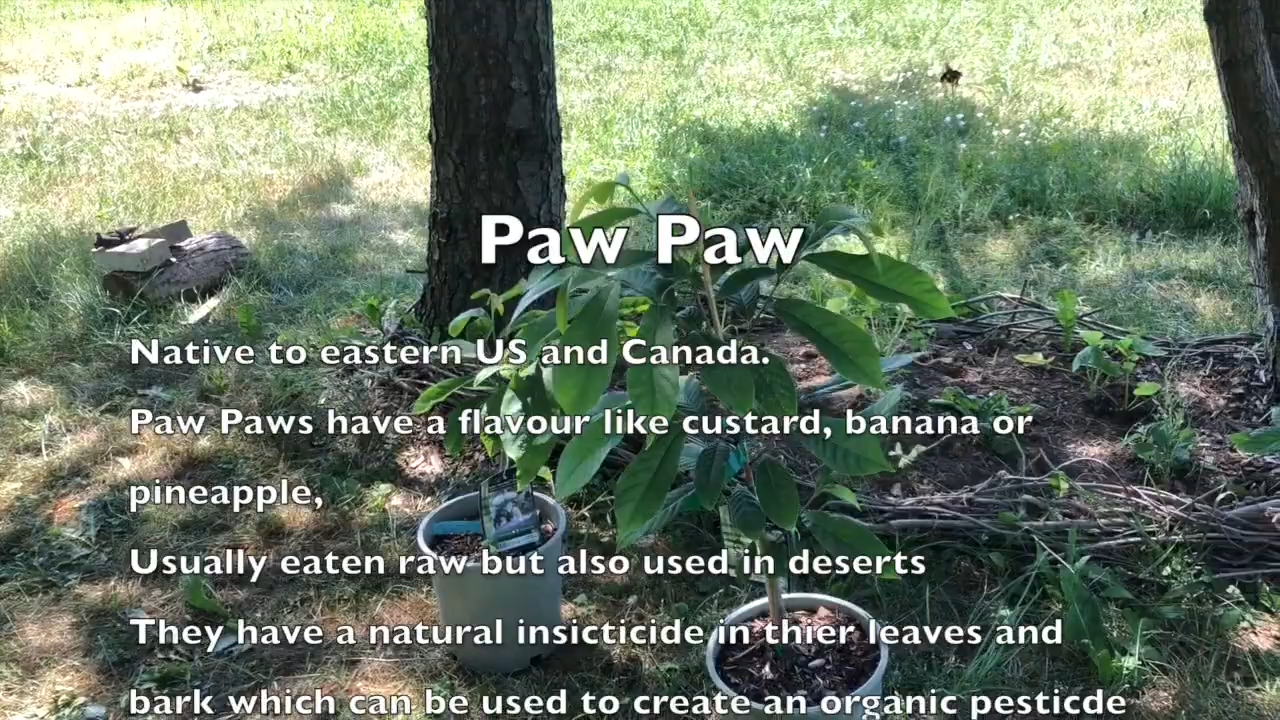 Paw Paw
Native to eastern US and Canada.
Paw Paws have a flavour like custard, banana or
pineapple,
Usually eaten raw but also used in deserts
They have a natural insicticide in thier leaves and
bark which can be used to create an organic pesticde